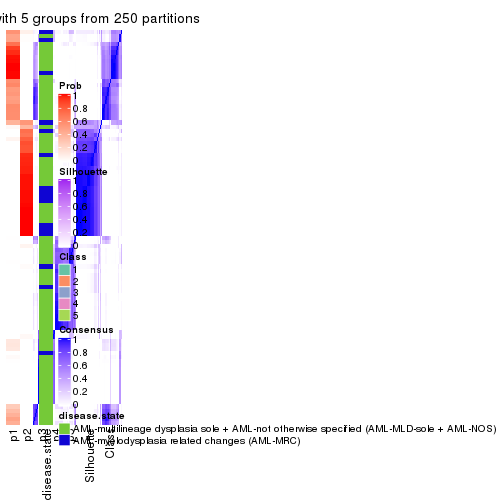 with 5 groups from 250 partitions
Prob
1
0.8
0.6
0.4
0.2
0
Silhouette
1
0.8
0.6
0.4
0.2
0
Class
1
2
3
4
5
Consensus
1
0.8
0.6
0.4
0.2
0
disease.state
AML-multilineage dysplasia sole + AML-not otherwise specified (AML-MLD-sole + AML-NOS)
AML-myelodysplasia related changes (AML-MRC)
p1
p2
disease.state
p3
p4
Silhouette
Class